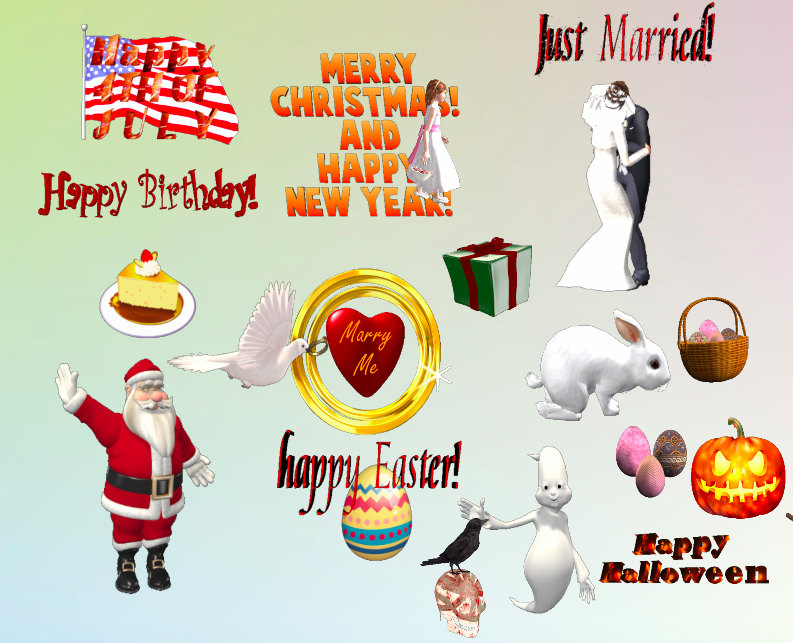 Happy
4TH OF
JULY
MERRY
CHRISTMAS!
AND
HAPPY
NEW YEAR!
Just Married!
Happy Birthday!
Marry
Me
happy Easter!
Happy
Halloween